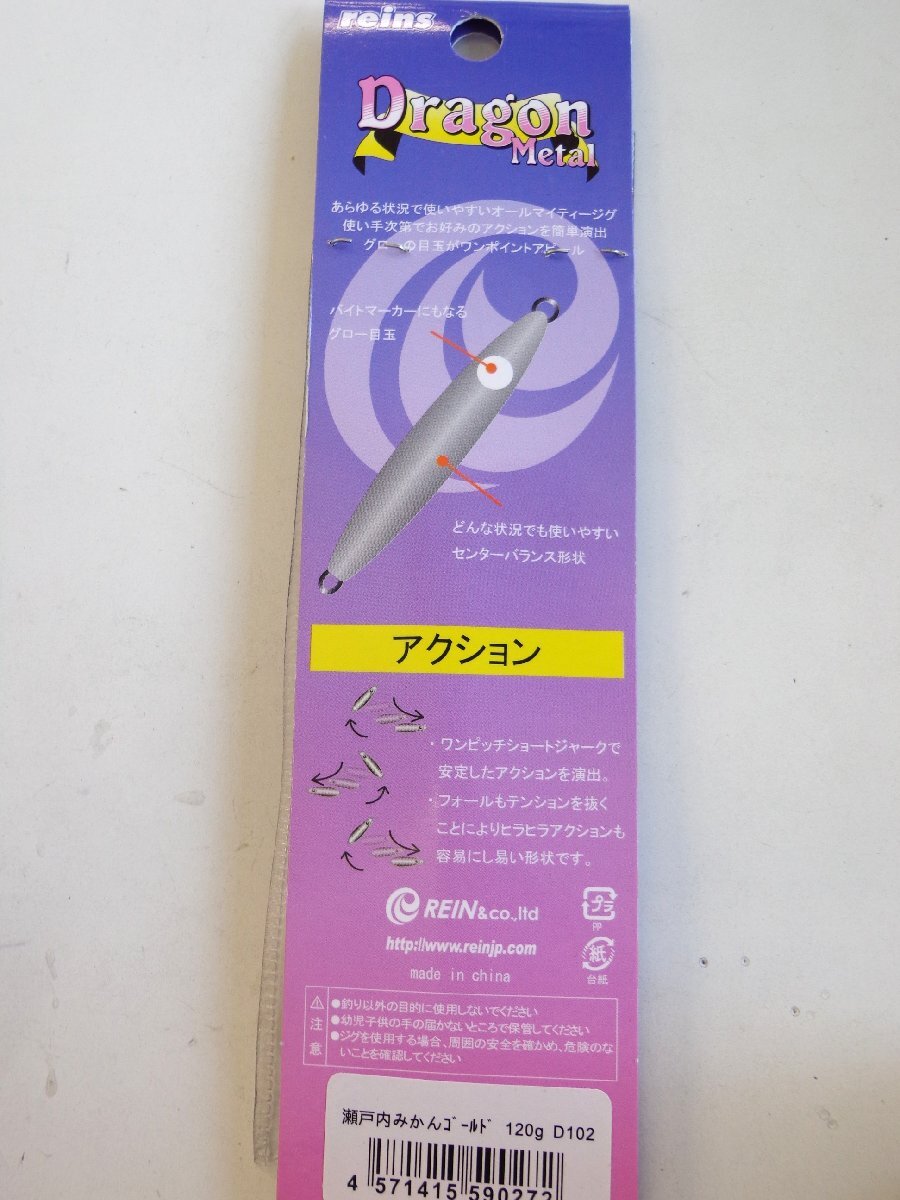 reins
Dragon
Metal
あらゆる状況で使いやすいオールマイティージグ
使い手次第でお好みのアクションを簡単演出
グローの目玉がワンポイントアピール
バイトマーカーにもなる
グロー目玉
どんな状況でも使いやすい
センターバランス形状
アクション
・ワンピッチショートジャークで
安定したアクションを演出。
・フォールもテンションを抜く
ことによりヒラヒラアクションも
容易にし易い形状です。
REIN&co.,ltd
http://www.reinjp.com
made in china
プラ
PP
紙
台紙
注意
●釣り以外の目的に使用しないでください
●幼児子供の手の届かないところで保管してください
●ジグを使用する場合、周囲の安全を確かめ、危険のな
いことを確認してください
瀬戸内みかんｺﾞｰﾙﾄﾞ 120g D102
4 571415 590272